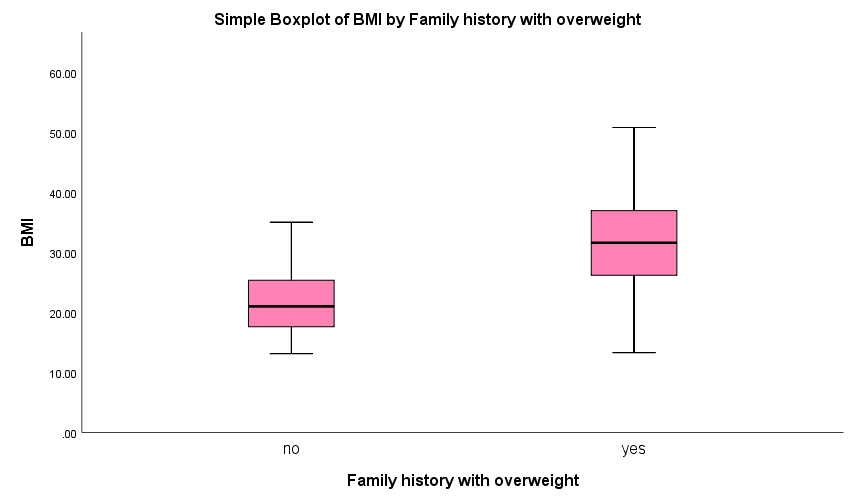 Simple Boxplot of BMI by Family history with overweight
60.00
50.00
40.00
30.00
20.00
10.00
.00
BMI
no yes
Family history with overweight